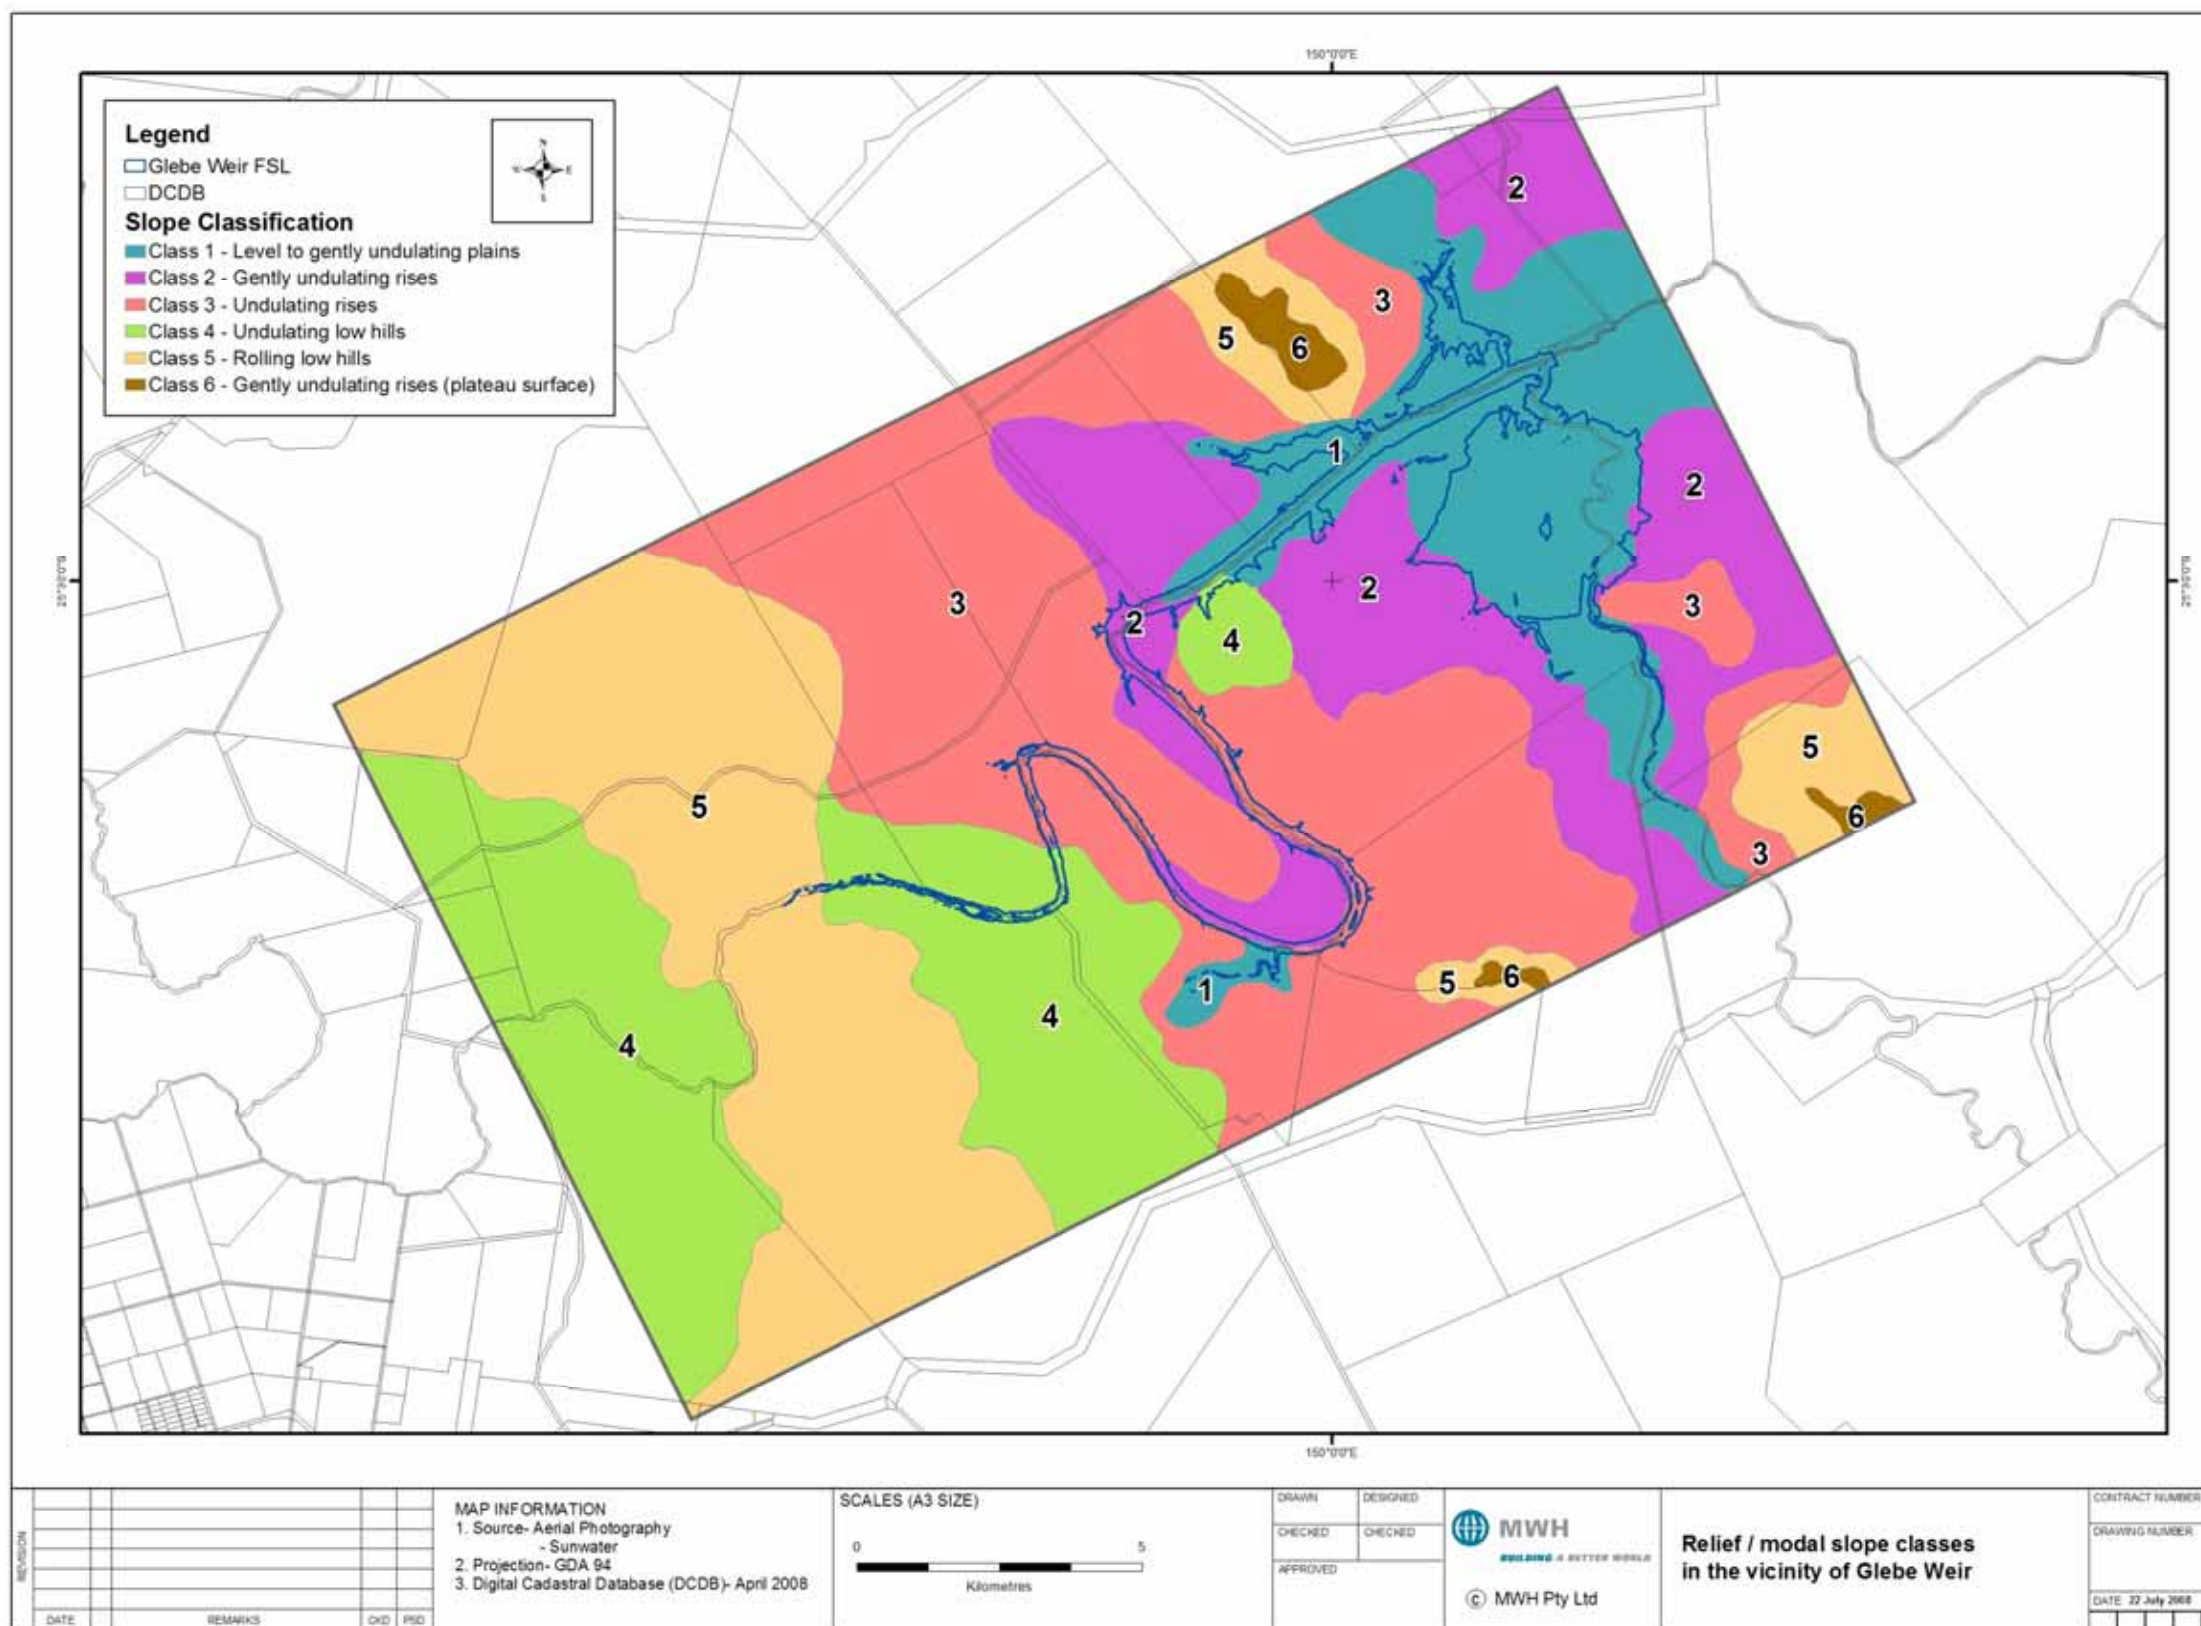 150°0'0"E
Legend
Glebe Weir FSL
DCDB
Slope Classification
Class 1 - Level to gently undulating plains
Class 2 - Gently undulating rises
Class 3 - Undulating rises
Class 4 - Undulating low hills
Class 5 - Rolling low hills
Class 6 - Gently undulating rises (plateau surface)
N
W E
S
2
3
5
6
1
2
25°30'0"S
25°30'0"S
3
2
2
3
4
5
5
6
3
5
6
1
4
4
150°0'0"E
REVISION
DATE REMARKS CKD PSD
MAP INFORMATION
1. Source- Aerial Photography
- Sunwater
2. Projection- GDA 94
3. Digital Cadastral Database (DCDB)- April 2008
SCALES (A3 SIZE)
0 5
Kilometres
DRAWN DESIGNED
CHECKED CHECKED
APPROVED
MWH
BUILDING A BETTER WORLD
© MWH Pty Ltd
Relief / modal slope classes
in the vicinity of Glebe Weir
CONTRACT NUMBER
DRAWING NUMBER
DATE 22 July 2008